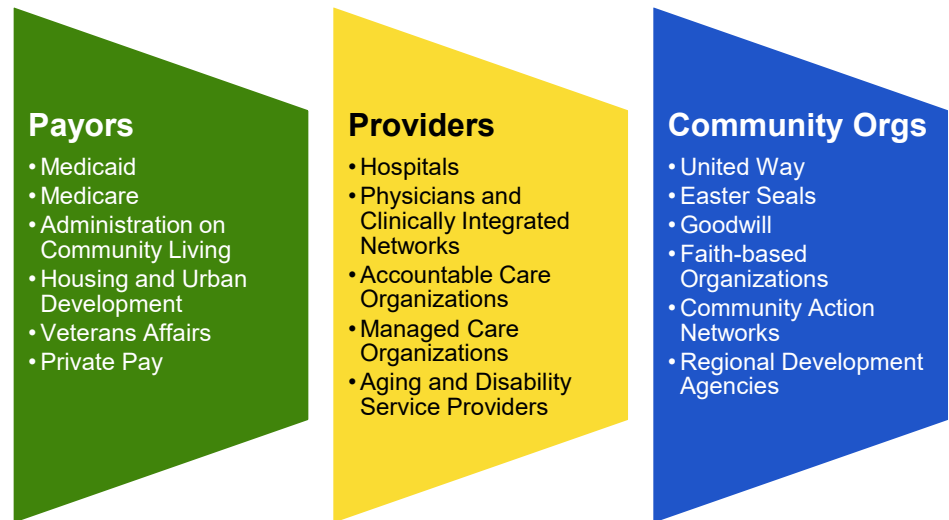 Payors
• Medicaid
• Medicare
• Administration on
Community Living
• Housing and Urban
Development
• Veterans Affairs
• Private Pay
Providers
• Hospitals
• Physicians and
Clinically Integrated
Networks
• Accountable Care
Organizations
• Managed Care
Organizations
• Aging and Disability
Service Providers
Community Orgs
• United Way
• Easter Seals
• Goodwill
• Faith-based
Organizations
• Community Action
Networks
• Regional Development
Agencies